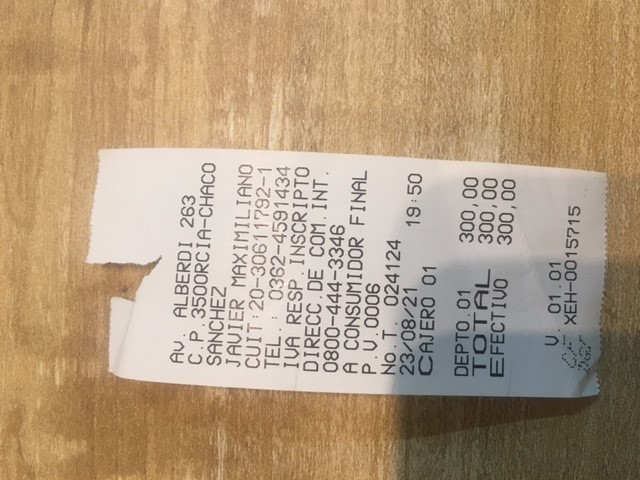 AV. ALBERDI 263
C.P.3500RCIA-CHACO
SANCHEZ
JAVIER MAXIMILIANO
CUIT:20-30611792-1
TEL.: 0362-4591434
IVA RESP.INSCRIPTO
DIRECC.DE COM.INT.
0800-444-3346
A CONSUMIDOR FINAL
P.V.0006
No.T. 024124
23/08/21 19:50
CAJERO 01
DEPTO.01 300,00
TOTAL 300,00
EFECTIVO 300,00
V. 01.01
CF XEH-0015715
DGI